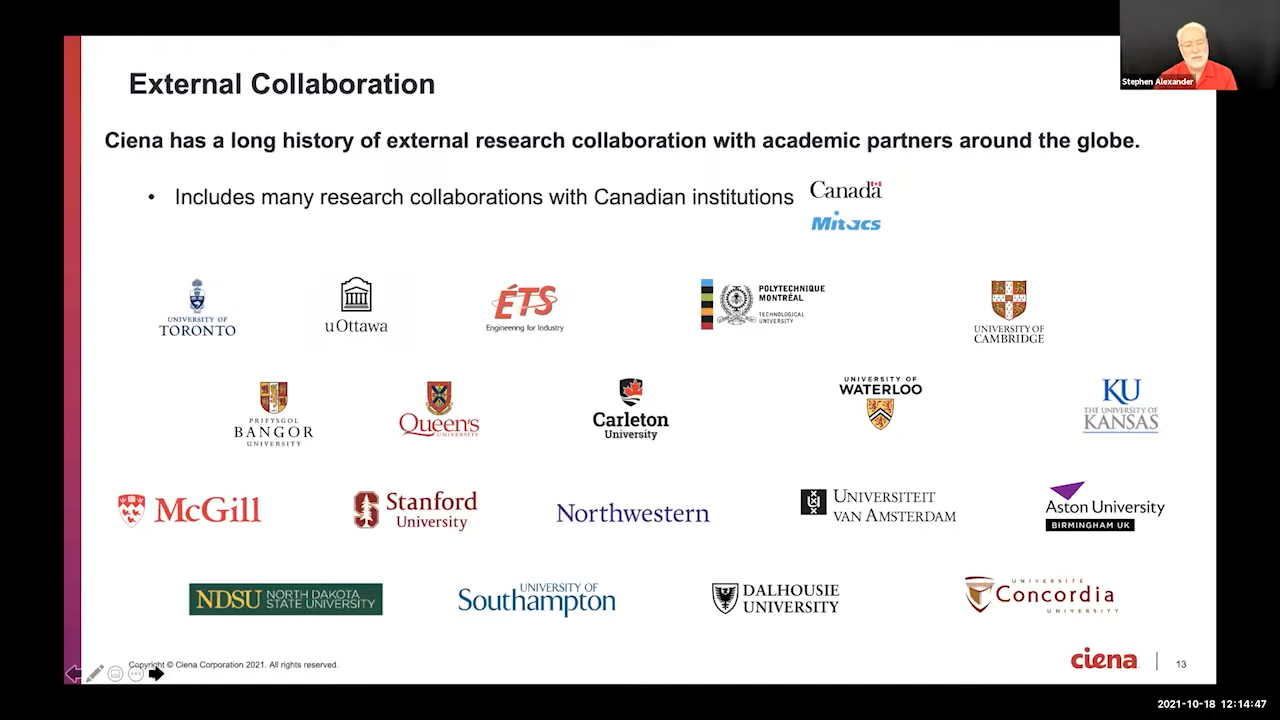 Stephen Alexander
External Collaboration
Ciena has a long history of external research collaboration with academic partners around the globe.
• Includes many research collaborations with Canadian institutions
Canada
Mitacs
UNIVERSITY OF
TORONTO
uOttawa
ÉTS
Engineering for Industry
POLYTECHNIQUE
MONTRÉAL
TECHNOLOGICAL
UNIVERSITY
UNIVERSITY OF
CAMBRIDGE
PRIFYSGOL
BANGOR
UNIVERSITY
Queen's
UNIVERSITY
Carleton
University
UNIVERSITY OF
WATERLOO
KU
THE UNIVERSITY OF
KANSAS
McGill
Stanford
University
Northwestern
UNIVERSITEIT
VAN AMSTERDAM
Aston University
BIRMINGHAM UK
NDSU
NORTH DAKOTA
STATE UNIVERSITY
UNIVERSITY OF
Southampton
DALHOUSIE
UNIVERSITY
UNIVERSITÉ
Concordia
UNIVERSITY
Copyright © Ciena Corporation 2021. All rights reserved.
ciena
13
2021-10-18 12:14:47